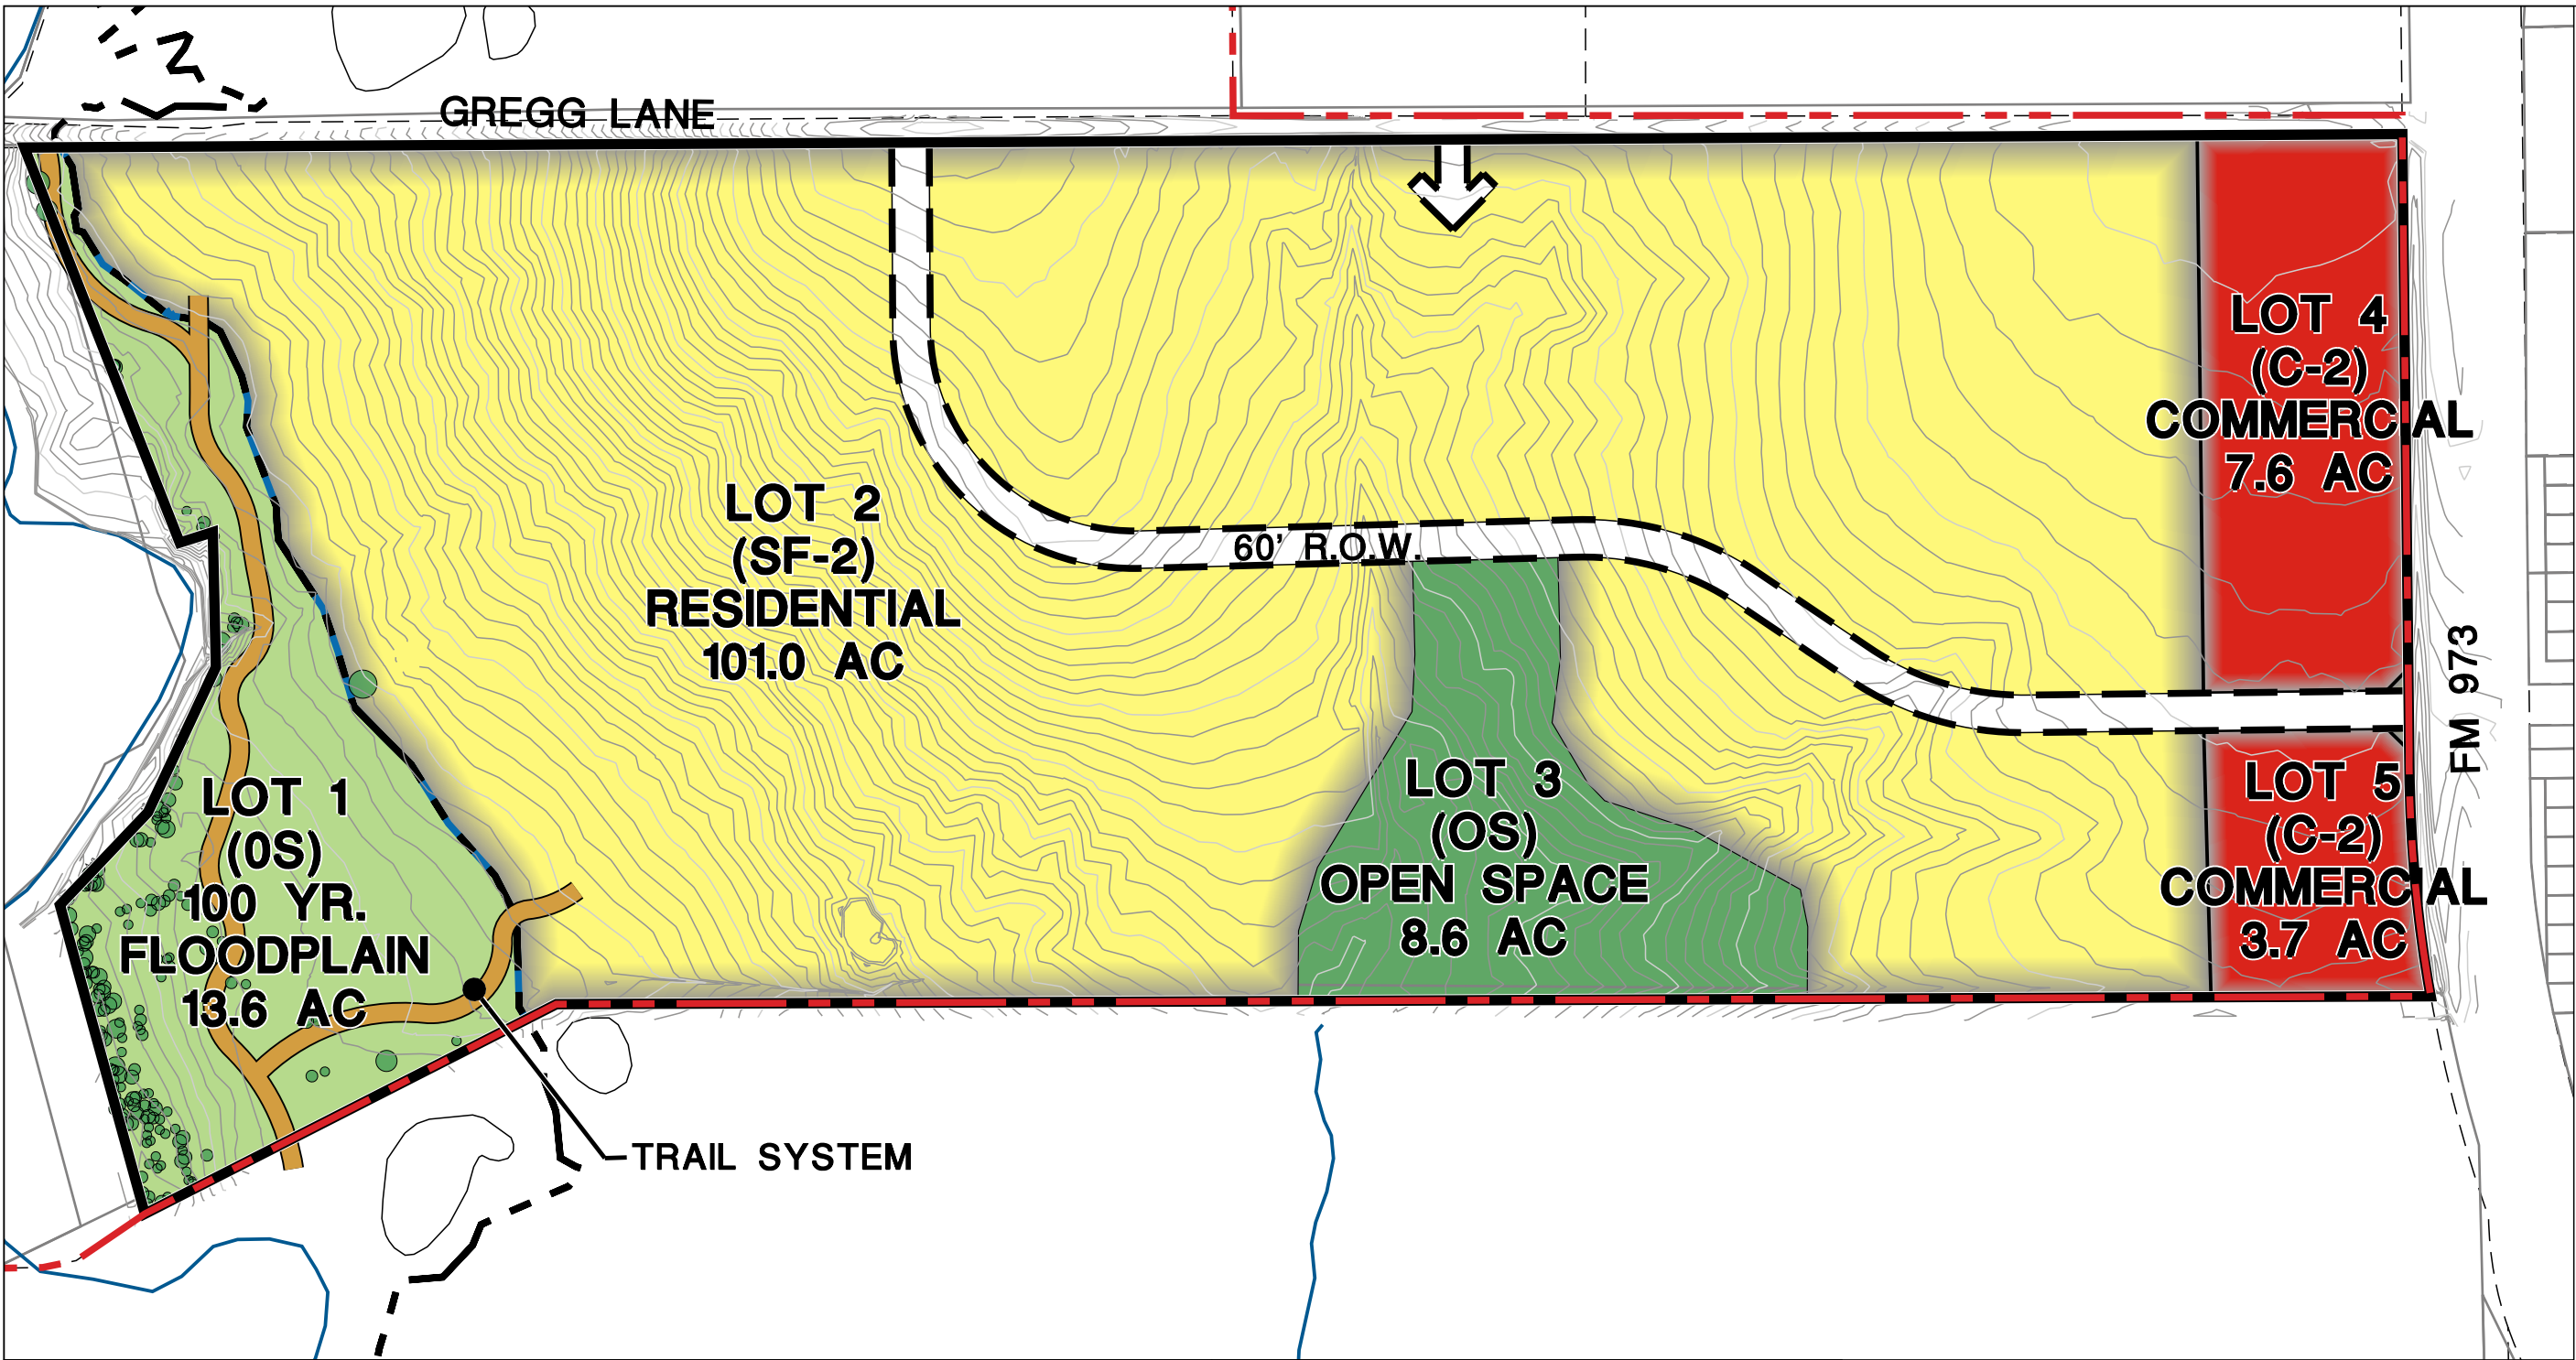 GREGG LANE
LOT 4
(C-2)
COMMERCIAL
7.6 AC
LOT 2
(SF-2)
RESIDENTIAL
101.0 AC
60' R.O.W.
FM 973
LOT 3
(OS)
OPEN SPACE
8.6 AC
LOT 5
(C-2)
COMMERCIAL
3.7 AC
LOT 1
(0S)
100 YR.
FLOODPLAIN
13.6 AC
TRAIL SYSTEM